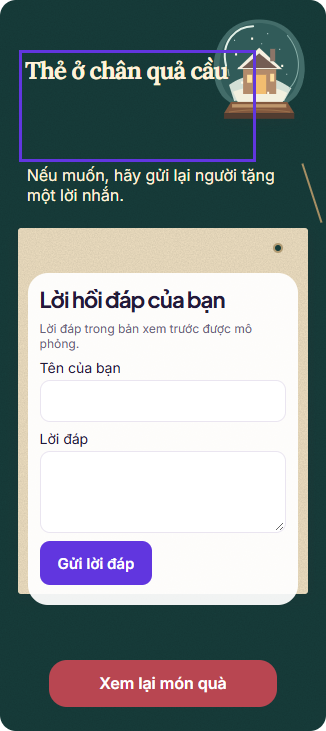 Thẻ ở chân quả cầu
Nếu muốn, hãy gửi lại người tặng
một lời nhắn.
Lời hồi đáp của bạn
Lời đáp trong bản xem trước được mô
phỏng.
Tên của bạn
Lời đáp
Gửi lời đáp
Xem lại món quà